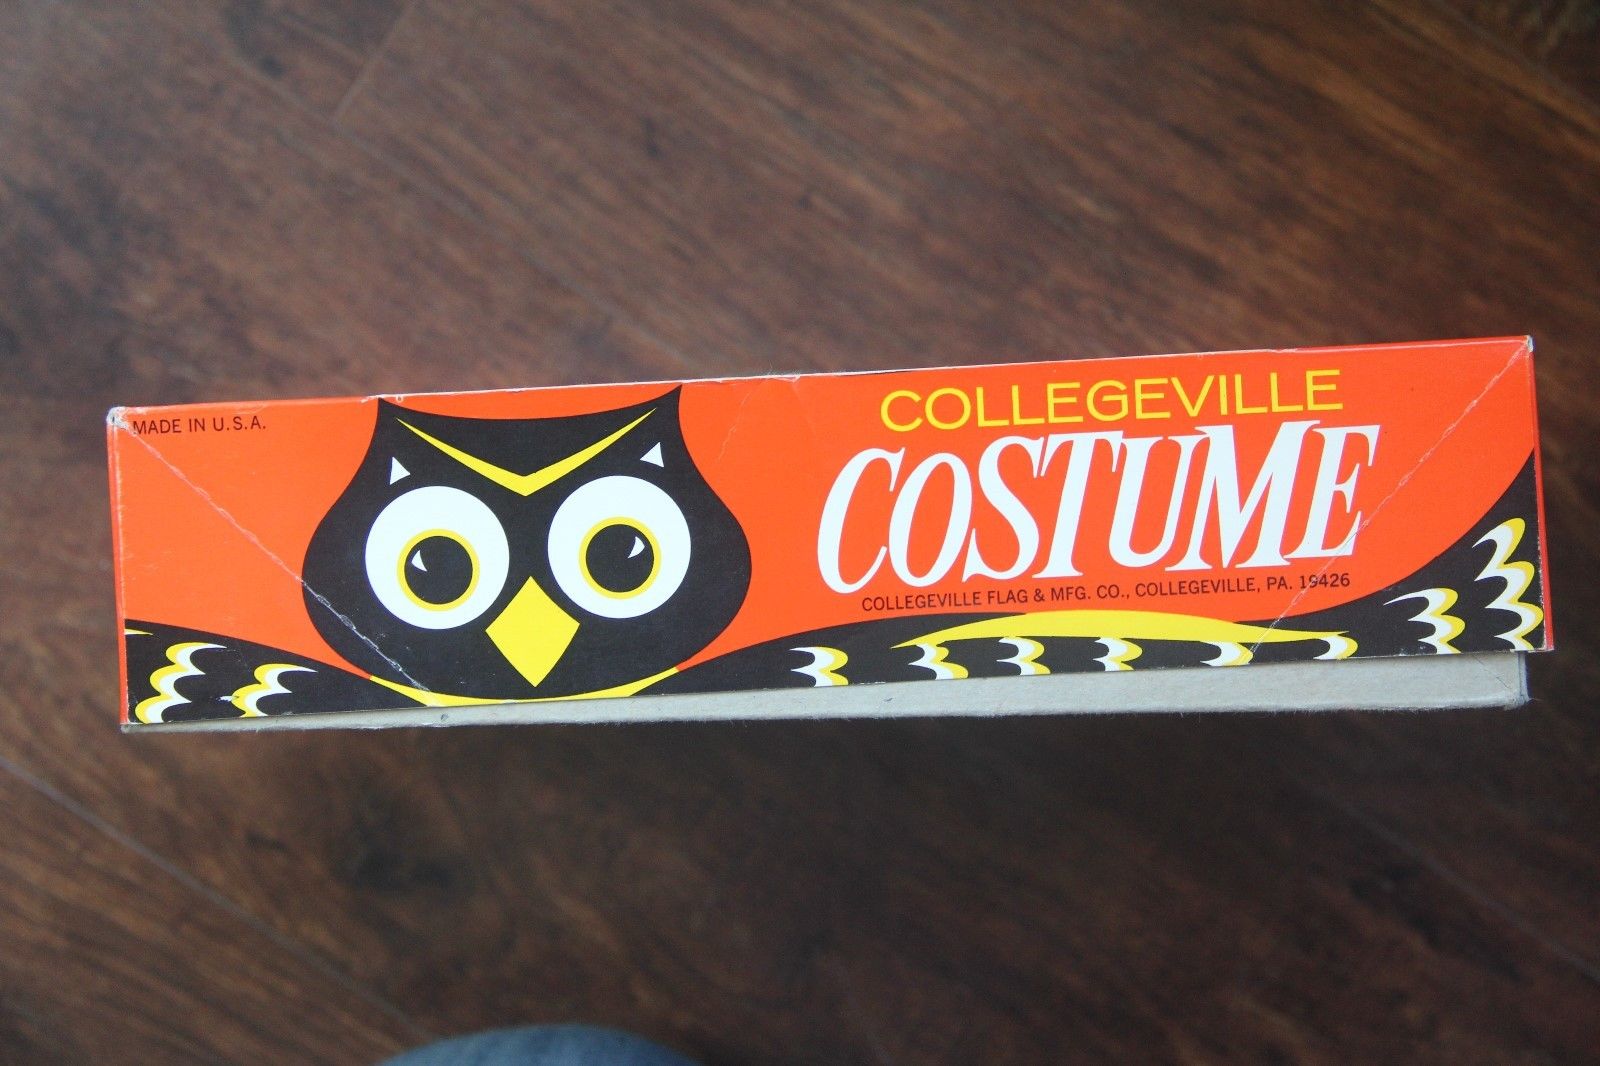 MADE IN U.S.A.
COLLEGEVILLE
COSTUME
COLLEGEVILLE FLAG & MFG. CO., COLLEGEVILLE, PA. 19426